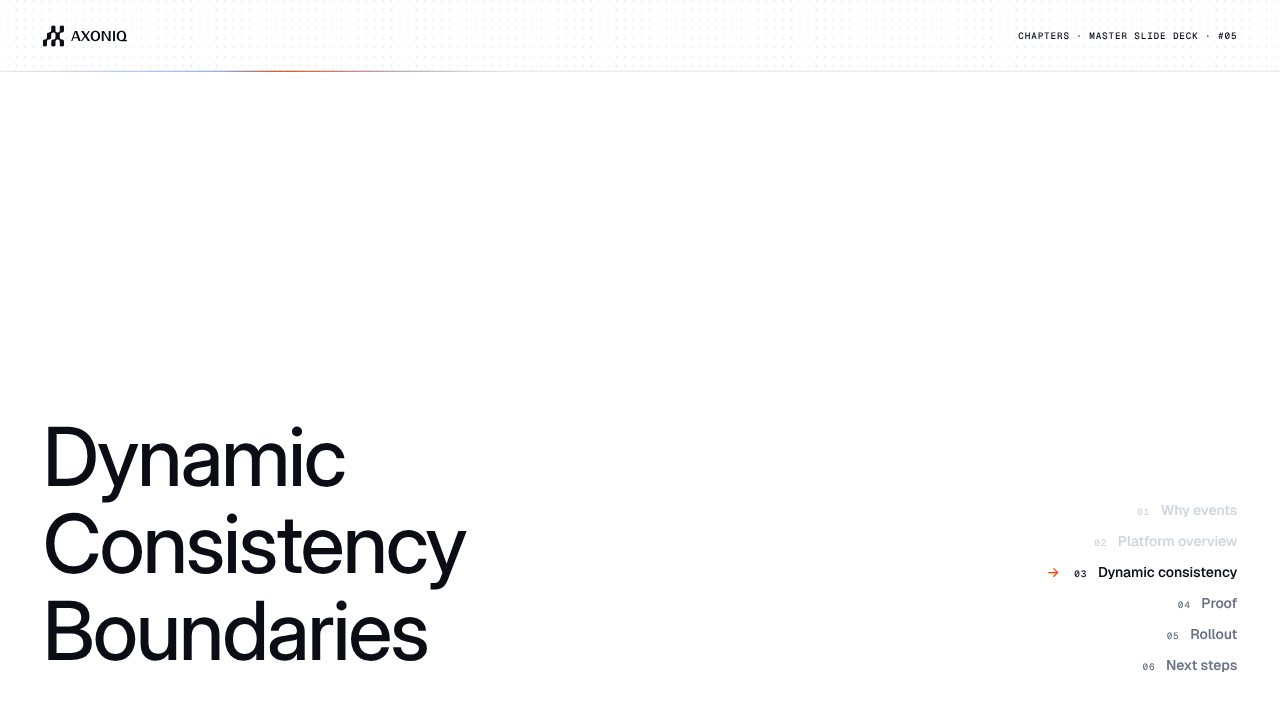 AXONIQ
CHAPTERS · MASTER SLIDE DECK · #05
Dynamic
Consistency
Boundaries
01 Why events
02 Platform overview
→ 03 Dynamic consistency
04 Proof
05 Rollout
06 Next steps